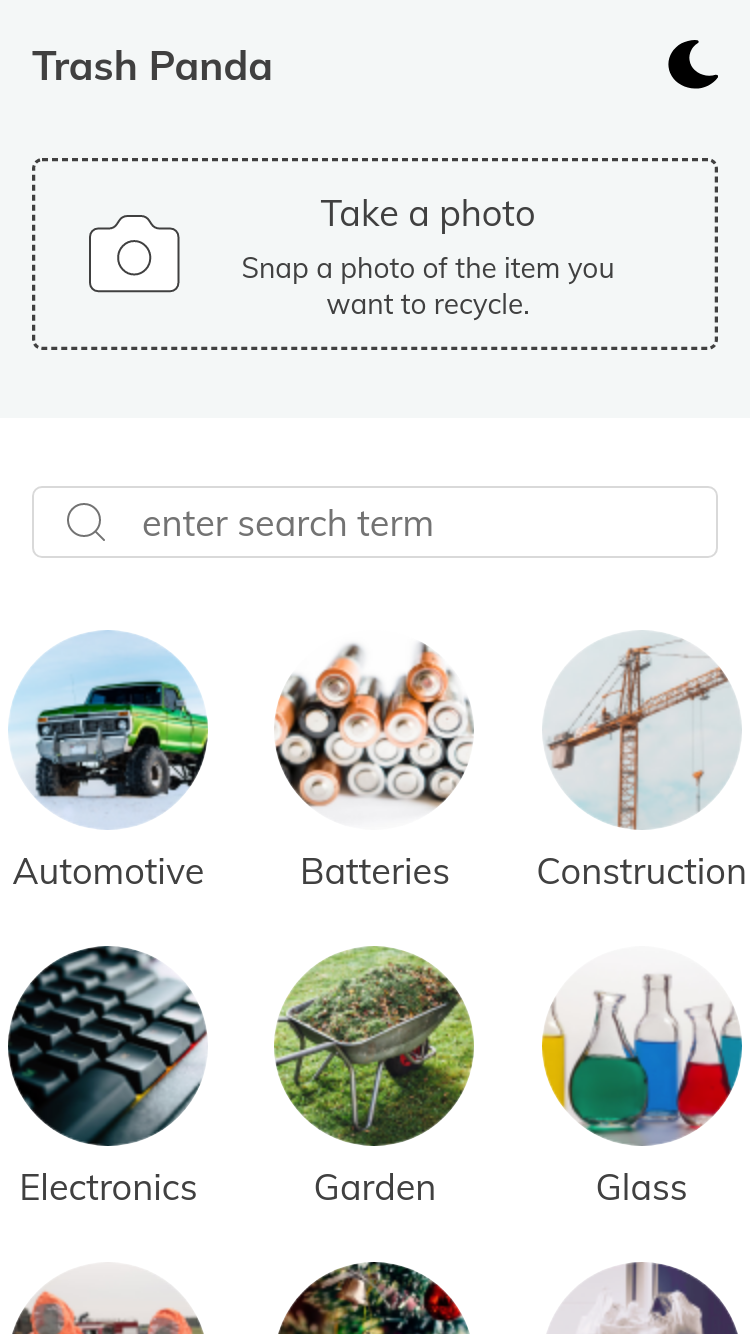 Trash Panda
Take a photo
Snap a photo of the item you
want to recycle.
enter search term
Automotive
Batteries
Construction
Electronics
Garden
Glass